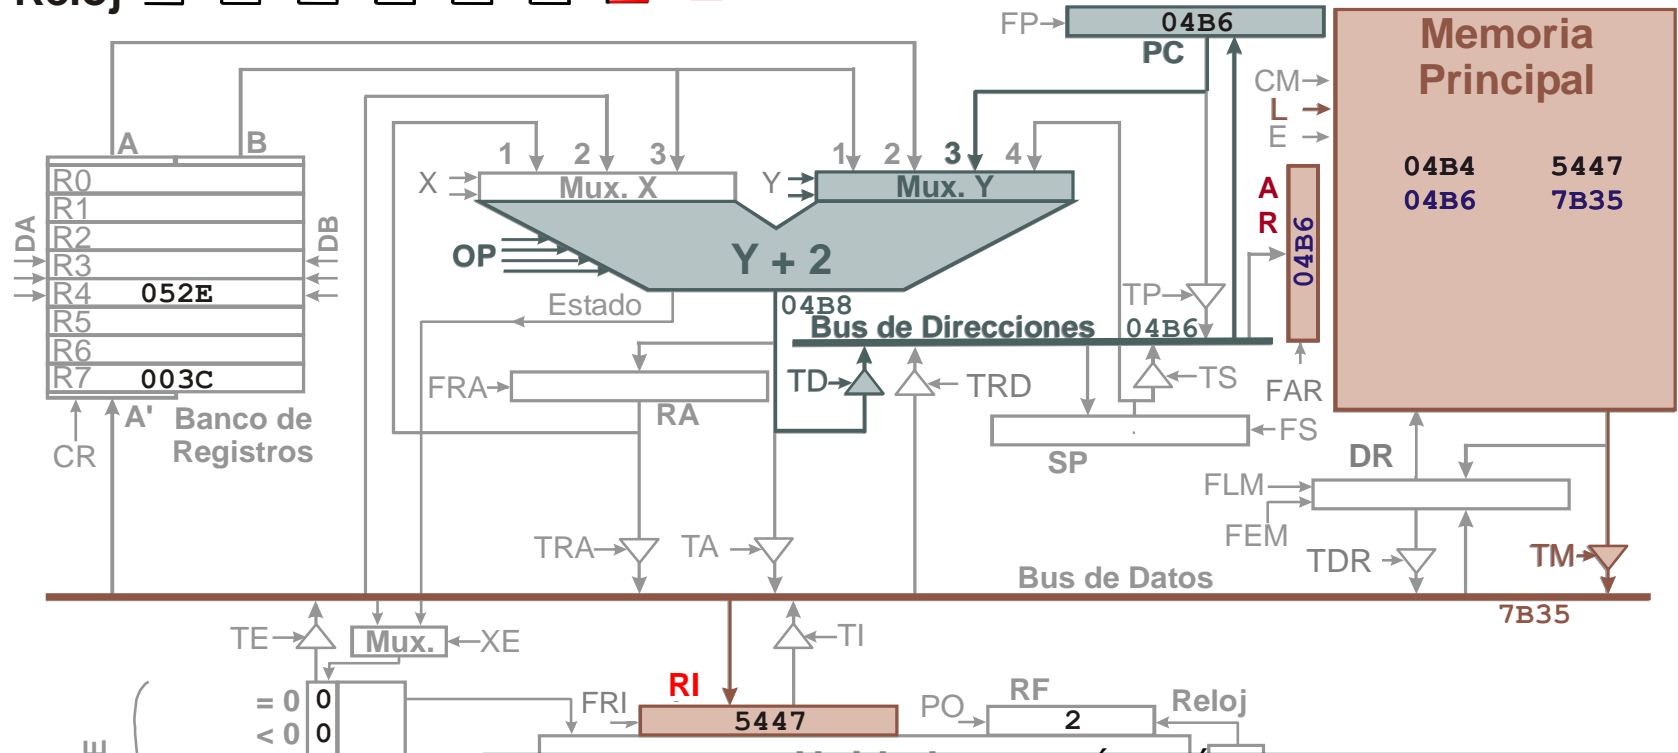 Reloj
FP
04B6
PC
Memoria
Principal
CM
L
E
04B4 5447
04B6 7B35
A B
1 2 3
1 2 3 4
X
Mux. X
Y
Mux. Y
A
R
04B6
FAR
R0
R1
R2
R3
R4 052E
R5
R6
R7 003C
DA
DB
A'
CR
Banco de
Registros
OP
Y + 2
Estado
04B8
Bus de Direcciones
04B6
TP
TD
TRD
TS
FRA
RA
SP
FS
DR
FLM
FEM
TRA
TA
TDR
TM
Bus de Datos
7B35
TE
Mux.
XE
TI
= 0 0
< 0 0
E
FRI
RI
5447
PO
RF
2
Reloj